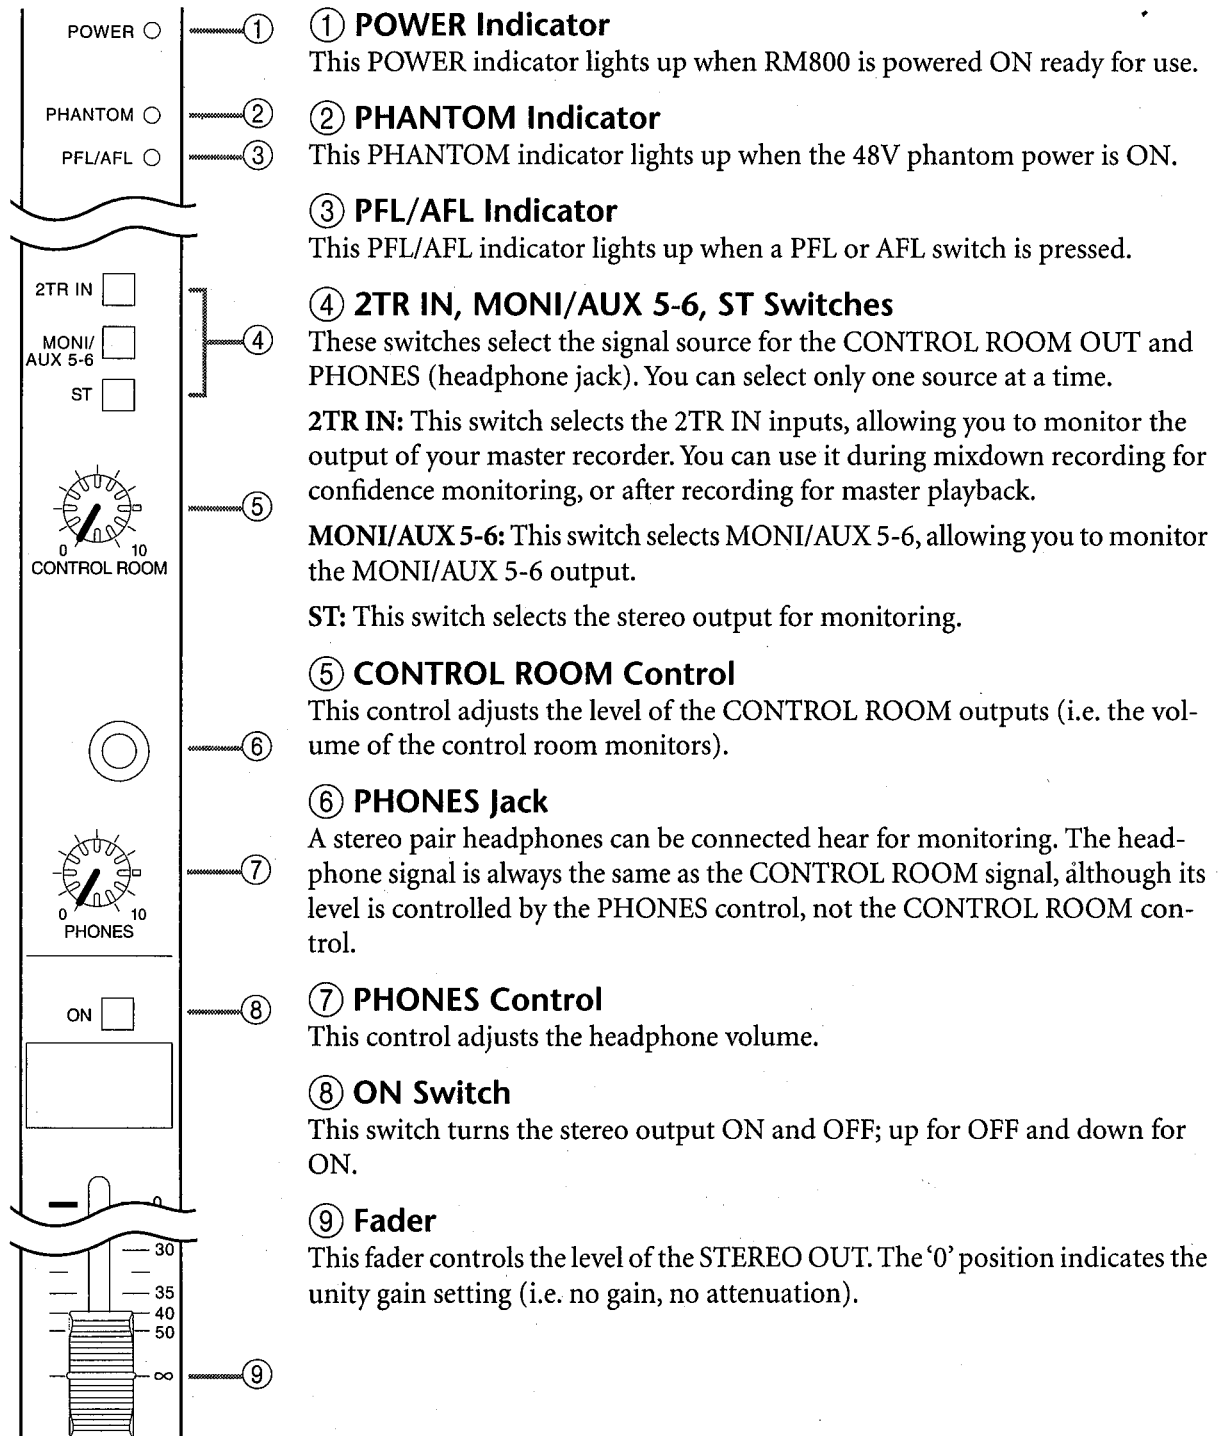 POWER
①
PHANTOM
②
PFL/AFL
③
2TR IN
MONI/
AUX 5-6
④
ST
⑤
0 10
CONTROL ROOM
⑥
⑦
0 10
PHONES
ON
⑧
0
30
35
40
50
∞
⑨
① POWER Indicator
This POWER indicator lights up when RM800 is powered ON ready for use.
② PHANTOM Indicator
This PHANTOM indicator lights up when the 48V phantom power is ON.
③ PFL/AFL Indicator
This PFL/AFL indicator lights up when a PFL or AFL switch is pressed.
④ 2TR IN, MONI/AUX 5-6, ST Switches
These switches select the signal source for the CONTROL ROOM OUT and
PHONES (headphone jack). You can select only one source at a time.
2TR IN: This switch selects the 2TR IN inputs, allowing you to monitor the
output of your master recorder. You can use it during mixdown recording for
confidence monitoring, or after recording for master playback.
MONI/AUX 5-6: This switch selects MONI/AUX 5-6, allowing you to monitor
the MONI/AUX 5-6 output.
ST: This switch selects the stereo output for monitoring.
⑤ CONTROL ROOM Control
This control adjusts the level of the CONTROL ROOM outputs (i.e. the vol-
ume of the control room monitors).
⑥ PHONES Jack
A stereo pair headphones can be connected hear for monitoring. The head-
phone signal is always the same as the CONTROL ROOM signal, although its
level is controlled by the PHONES control, not the CONTROL ROOM con-
trol.
⑦ PHONES Control
This control adjusts the headphone volume.
⑧ ON Switch
This switch turns the stereo output ON and OFF; up for OFF and down for
ON.
⑨ Fader
This fader controls the level of the STEREO OUT. The ‘0’ position indicates the
unity gain setting (i.e. no gain, no attenuation).